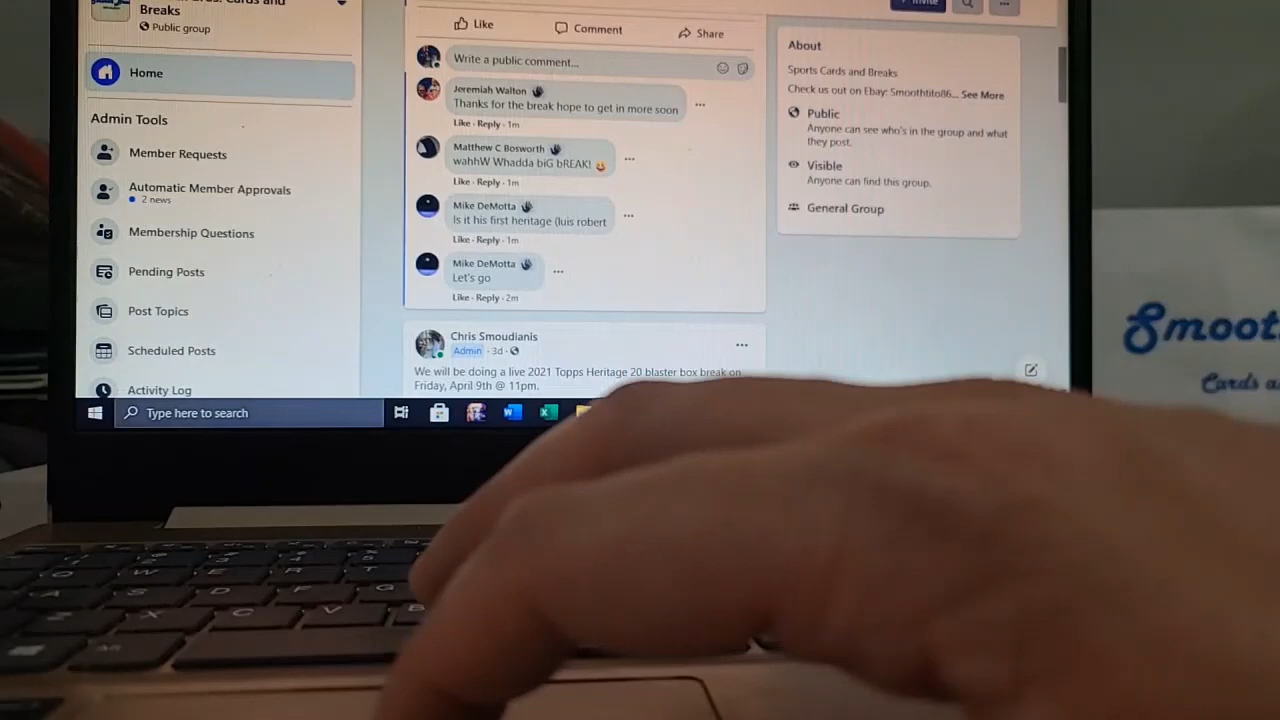 Cards and
Breaks
Public group
Home
Admin Tools
Member Requests
Automatic Member Approvals
2 news
Membership Questions
Pending Posts
Post Topics
Scheduled Posts
Activity Log
Like Comment Share
Write a public comment...
Jeremiah Walton
Thanks for the break hope to get in more soon
Like · Reply · 1m
Matthew C Bosworth
wahhW Whadda biG bREAK!
Like · Reply · 1m
Mike DeMotta
Is it his first heritage (luis robert
Like · Reply · 1m
Mike DeMotta
Let's go
Like · Reply · 2m
Chris Smoudianis
Admin · 3d ·
We will be doing a live 2021 Topps Heritage 20 blaster box break on
Friday, April 9th @ 11pm.
Invite
About
Sports Cards and Breaks
Check us out on Ebay: Smoothtito86... See More
Public
Anyone can see who's in the group and what
they post.
Visible
Anyone can find this group.
General Group
Type here to search
Smoot
Cards a
W E R T
A S D F G
Z X C V B
Alt